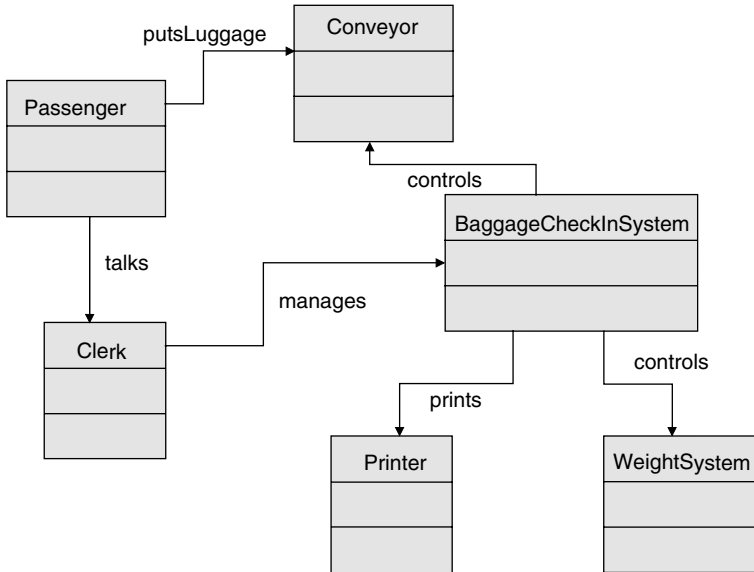 Conveyor
putsLuggage
Passenger
controls
BaggageCheckInSystem
talks
manages
Clerk
controls
prints
Printer
WeightSystem